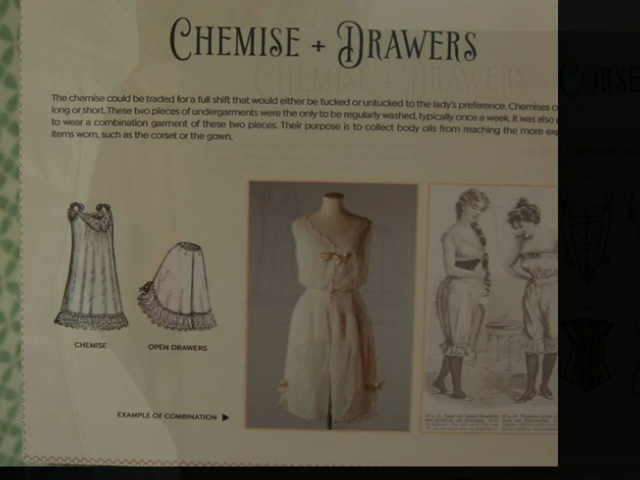 CHEMISE + DRAWERS
The chemise could be traded for a full shift that would either be tucked or untucked to the lady's preference. Chemises
long or short. These two pieces of undergarments were the only to be regularly washed, typically once a week. It was also
to wear a combination garment of these two pieces. Their purpose is to collect body oils from reaching the more
items worn, such as the corset or the gown.
CHEMISE
OPEN DRAWERS
EXAMPLE OF COMBINATION